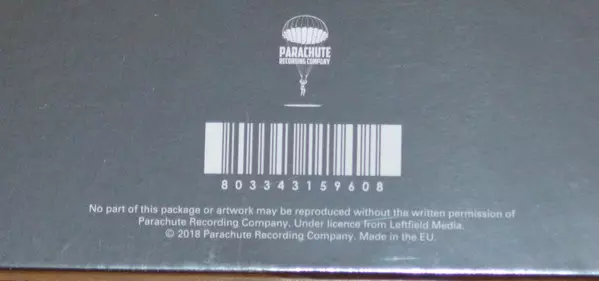 PARACHUTE
RECORDING COMPANY
8033343159608
No part of this package or artwork may be reproduced without the written permission of
Parachute Recording Company. Under licence from Leftfield Media.
© 2018 Parachute Recording Company. Made in the EU.